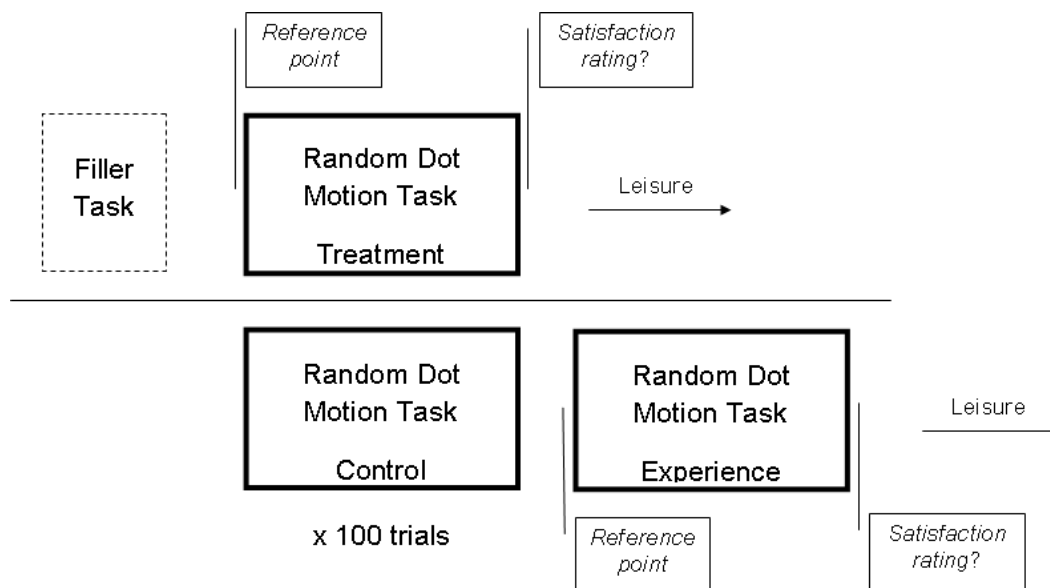 Reference
point
Satisfaction
rating?
Filler
Task
Random Dot
Motion Task
Treatment
Leisure
Random Dot
Motion Task
Control
x 100 trials
Random Dot
Motion Task
Experience
Leisure
Reference
point
Satisfaction
rating?